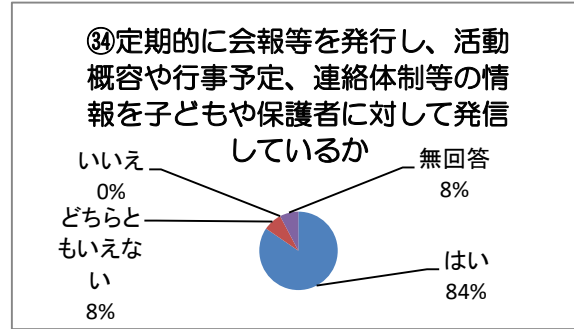 ㉞定期的に会報等を発行し、活動
概容や行事予定、連絡体制等の情
報を子どもや保護者に対して発信
しているか
いいえ
0%
無回答
8%
どちらと
もいえな
い
8%
はい
84%